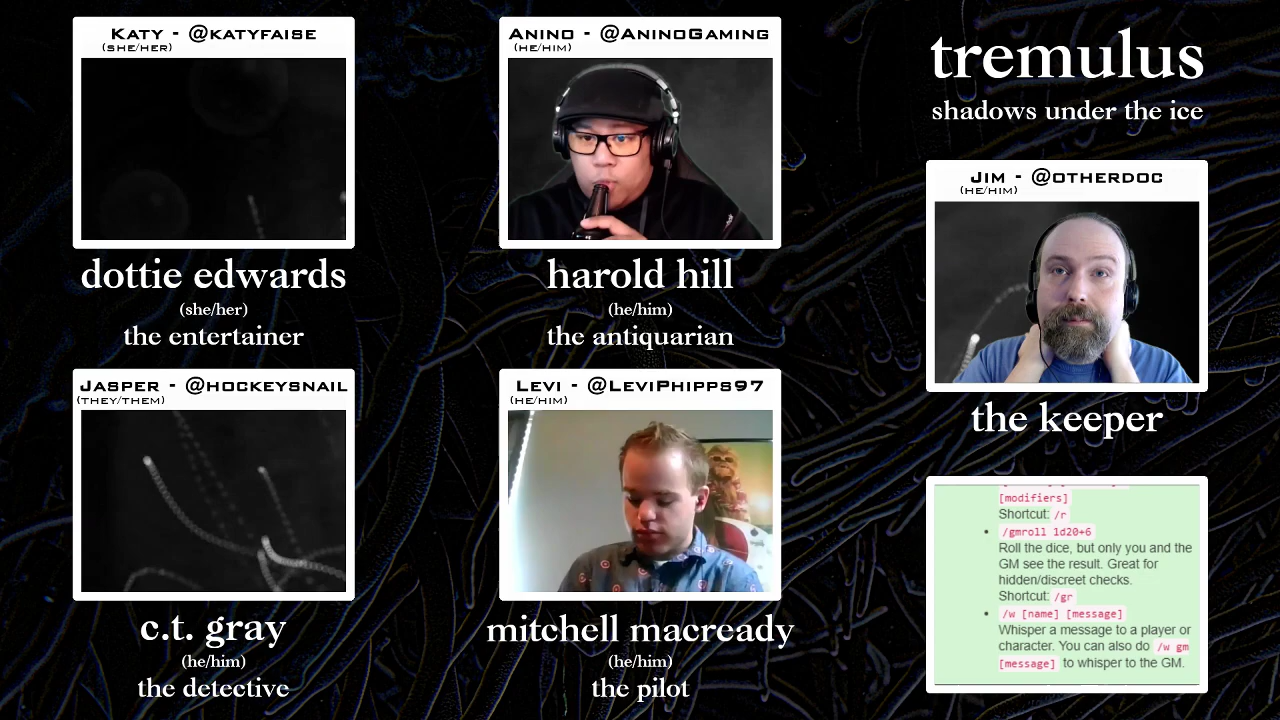 Katy - @katyfaise
(she/her)
dottie edwards
(she/her)
the entertainer
Anino - @AninoGaming
(he/him)
harold hill
(he/him)
the antiquarian
Jasper - @hockeysnail
(they/them)
c.t. gray
(he/him)
the detective
Levi - @LeviPhipps97
(he/him)
mitchell macready
(he/him)
the pilot
tremulus
shadows under the ice
Jim - @otherdoc
(he/him)
the keeper
[modifiers]
Shortcut: /r
/gmroll 1d20+6
Roll the dice, but only you and the
GM see the result. Great for
hidden/discreet checks.
Shortcut: /gr
/w [name] [message]
Whisper a message to a player or
character. You can also do /w gm
[message] to whisper to the GM.